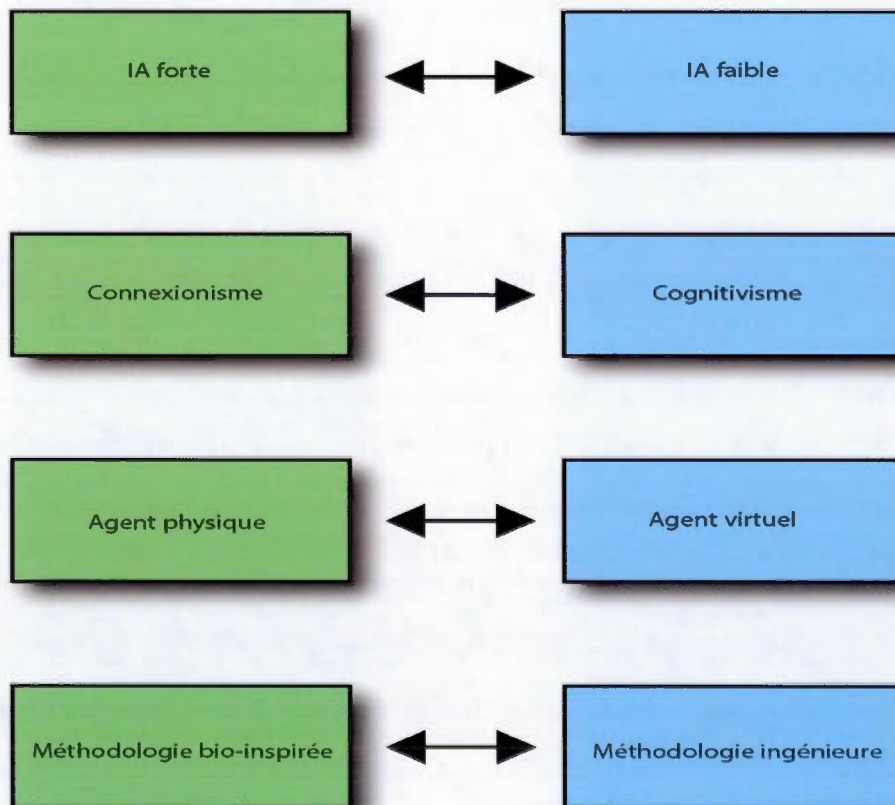 IA forte
IA faible
Connexionisme
Cognitivisme
Agent physique
Agent virtuel
Méthodologie bio-inspirée
Méthodologie ingénieure